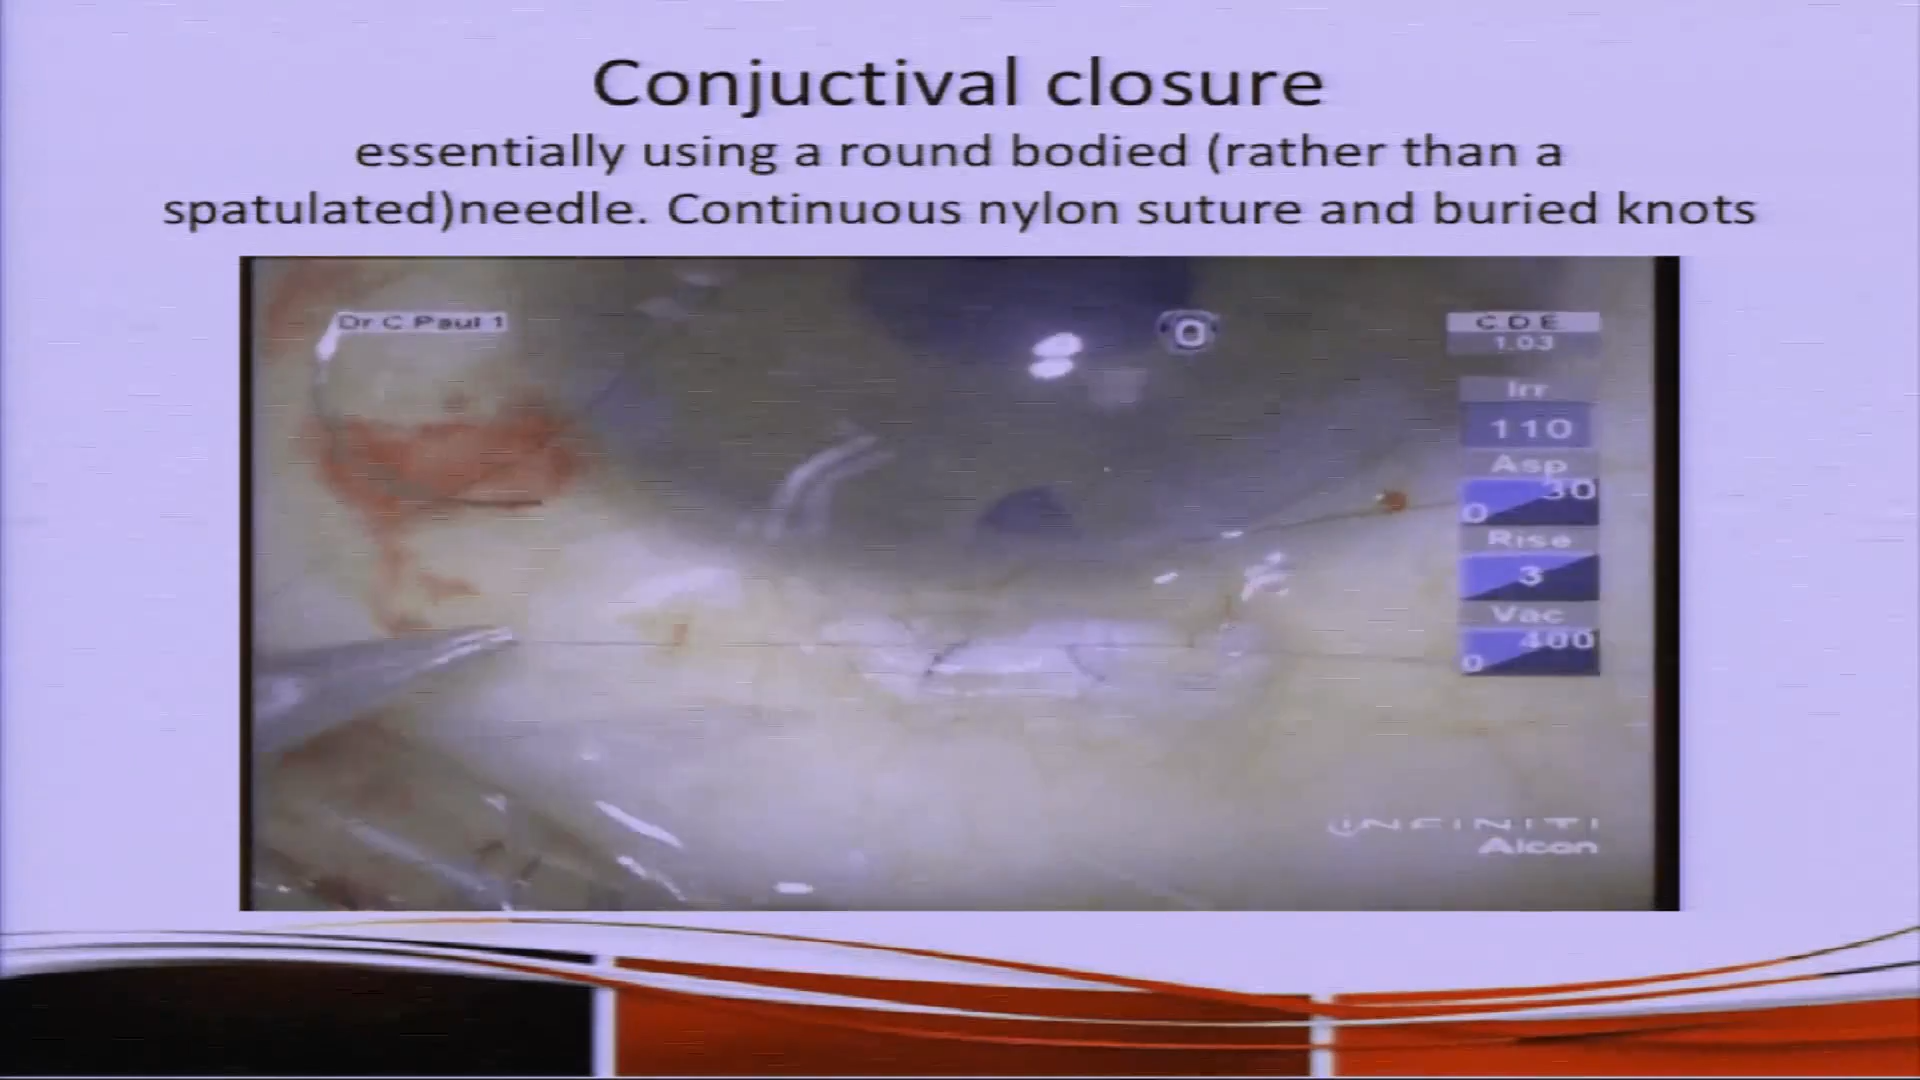 Conjuctival closure
essentially using a round bodied (rather than a
spatulated)needle. Continuous nylon suture and buried knots
Dr C Paul 1
0
CDE
1.03
Irr
110
Asp
30
0
Rise
3
Vac
400
0
INFINITI
Alcon